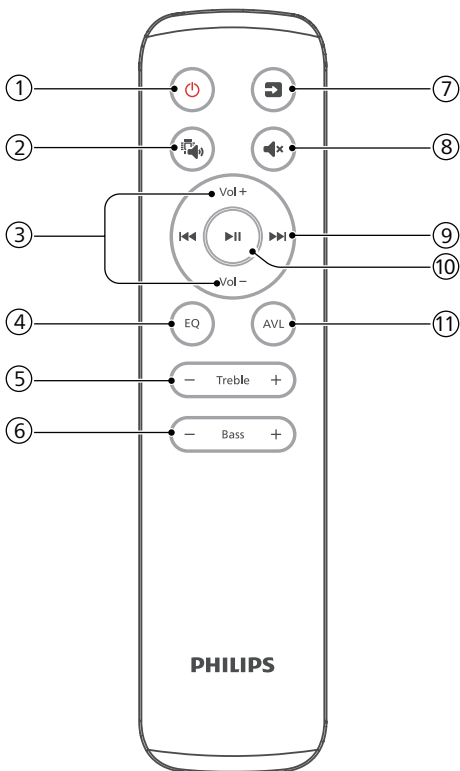 ①
⑦
②
⑧
Vol +
③
⑨
⑩
Vol −
④
EQ
AVL
⑪
⑤
− Treble +
⑥
− Bass +
PHILIPS